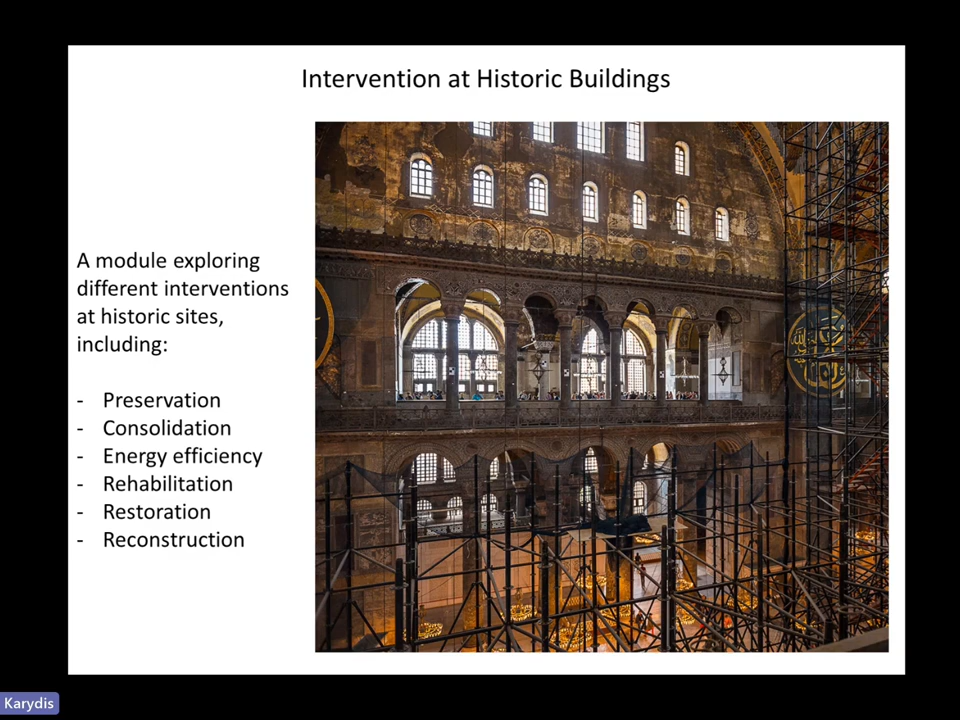 Intervention at Historic Buildings
A module exploring
different interventions
at historic sites,
including:
- Preservation
- Consolidation
- Energy efficiency
- Rehabilitation
- Restoration
- Reconstruction
Karydis